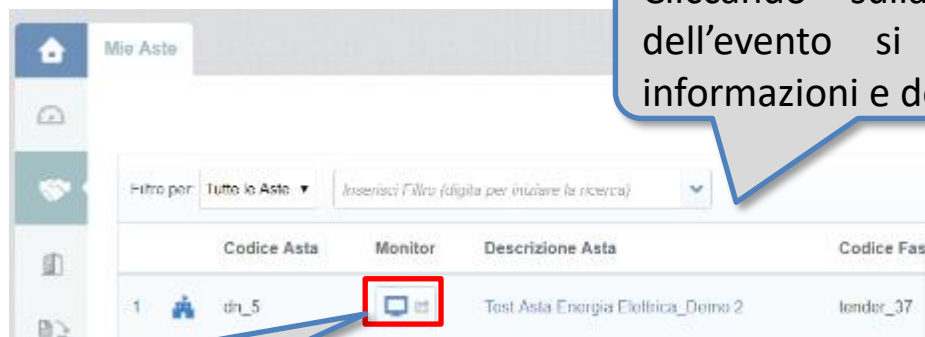 Cliccando sulla
dell'evento si
informazioni e d
Mie Aste
Filtro per: Tutte le Aste
Inserisci Filtro (digita per iniziare la ricerca)
Codice Asta Monitor Descrizione Asta Codice Fas
1 dn_5 Test Asta Energia Elettrica_Demo 2 tender_37